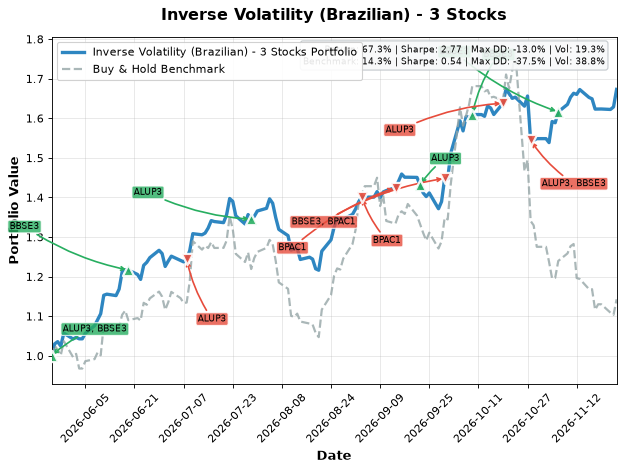 Inverse Volatility (Brazilian) - 3 Stocks
Inverse Volatility (Brazilian) - 3 Stocks Portfolio
Buy & Hold Benchmark
67.3% | Sharpe: 2.77 | Max DD: -13.0% | Vol: 19.3%
14.3% | Sharpe: 0.54 | Max DD: -37.5% | Vol: 38.8%
Portfolio Value
1.8
1.7
1.6
1.5
1.4
1.3
1.2
1.1
1.0
ALUP3
ALUP3
ALUP3, BBSE3
ALUP3
BBSE3
BBSE3, BPAC1
BPAC1
BPAC1
ALUP3
ALUP3, BBSE3
2026-06-05
2026-06-21
2026-07-07
2026-07-23
2026-08-08
2026-08-24
2026-09-09
2026-09-25
2026-10-11
2026-10-27
2026-11-12
Date